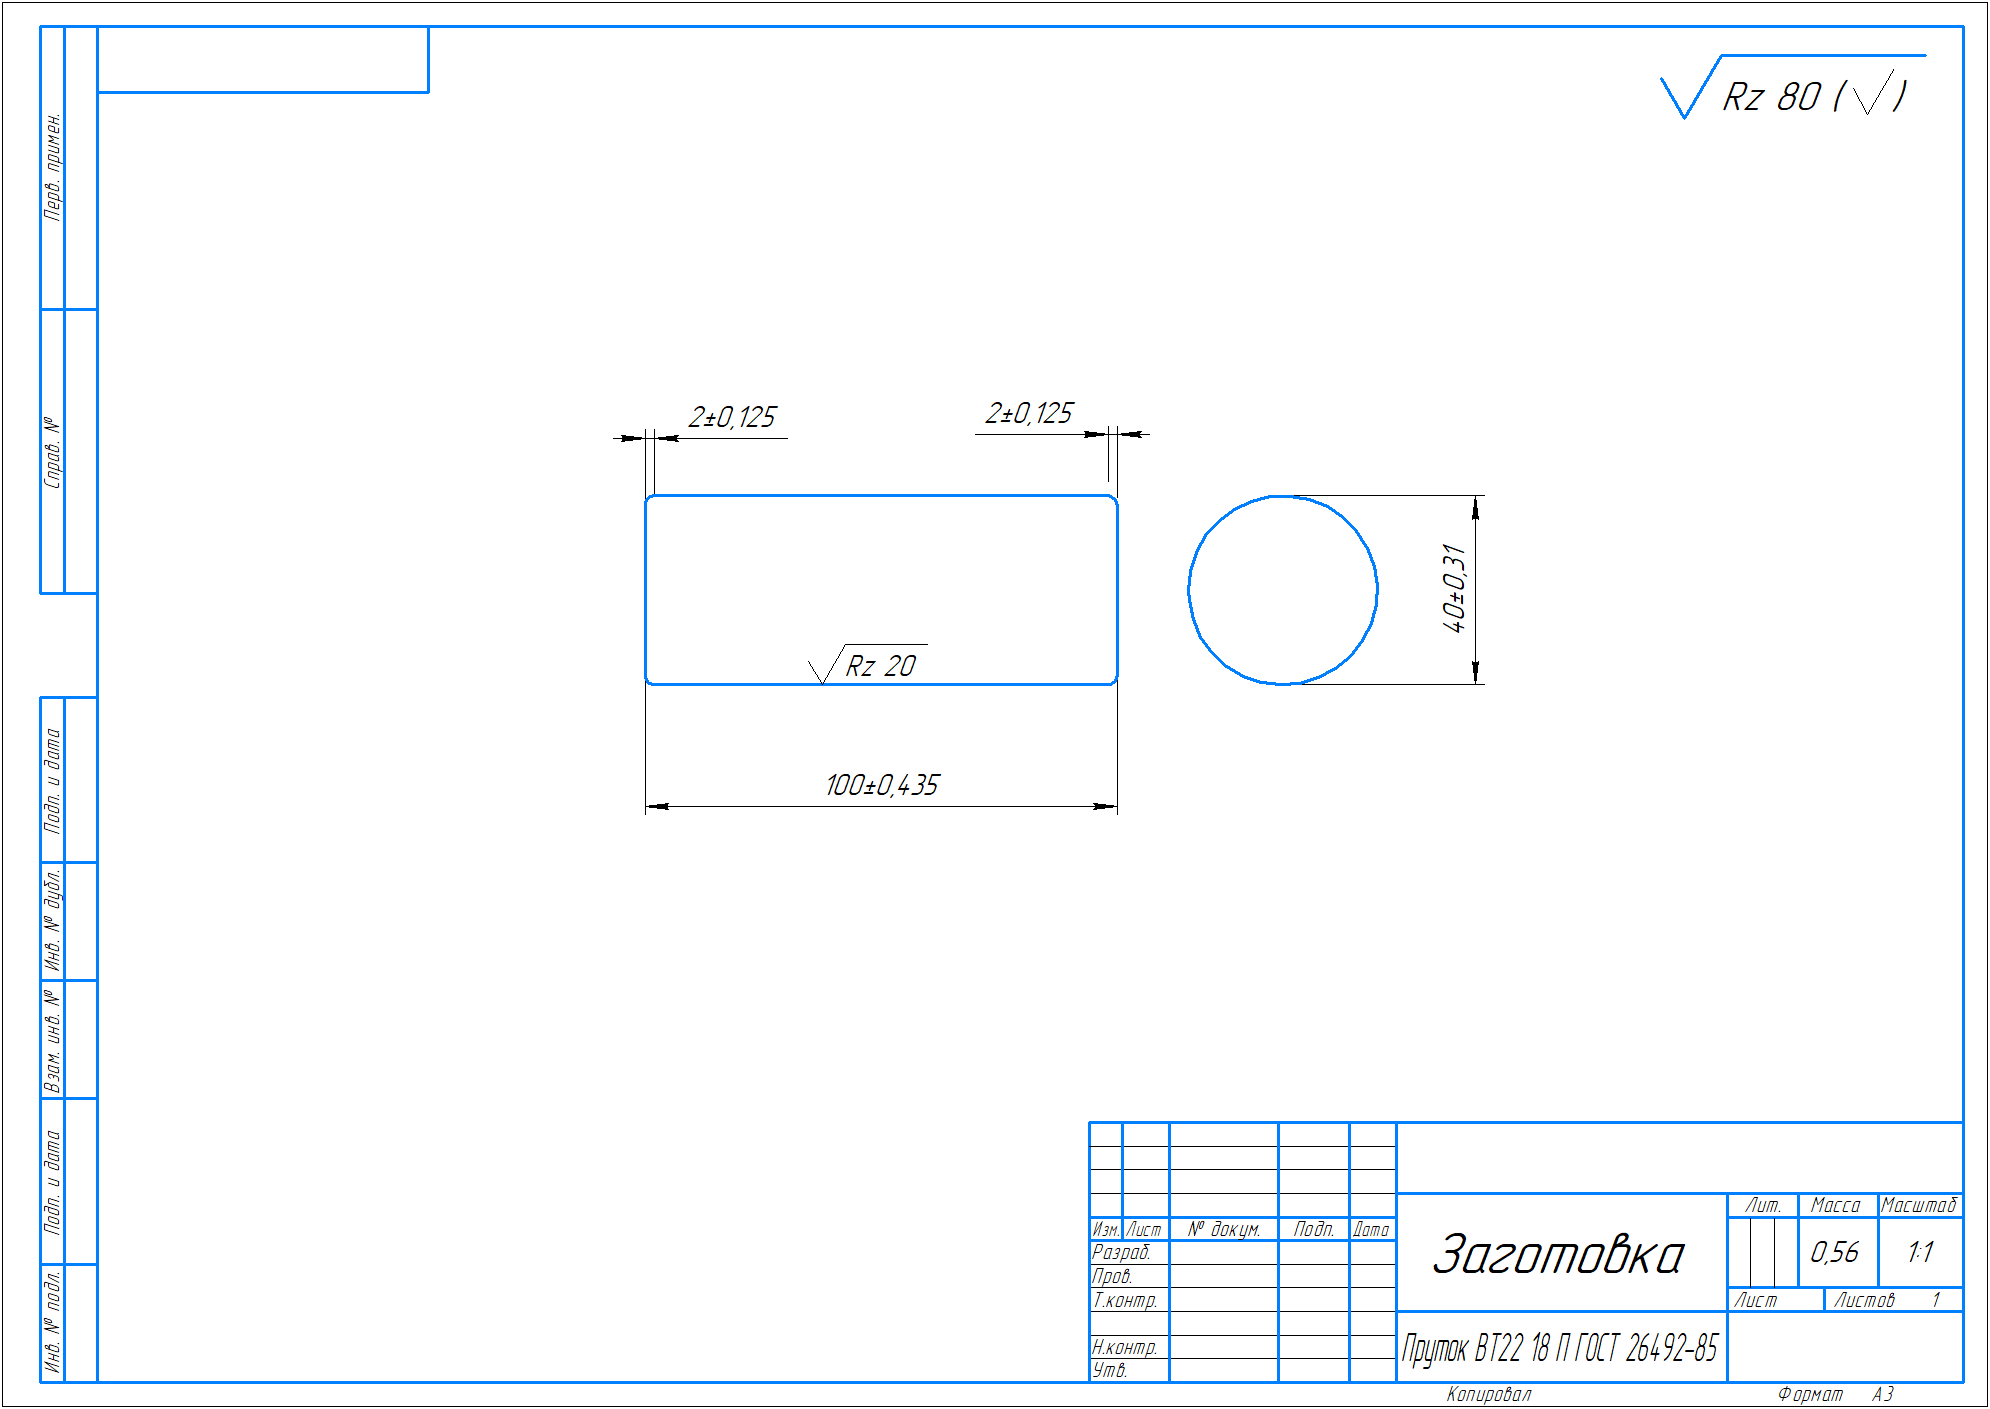 Rz 80 (√)
2±0,125
2±0,125
40±0,31
Rz 20
100±0,435
Перв. примен.
Справ. №
Подп. и дата
Инв. № дубл.
Взам. инв. №
Подп. и дата
Инв. № подл.
Изм. Лист № докум. Подп. Дата
Разраб.
Пров.
Т.контр.
Н.контр.
Утв.
Заготовка
Лит. Масса Масштаб
0,56 1:1
Лист Листов 1
Пруток ВТ22 18 П ГОСТ 26492-85
Копировал Формат А3